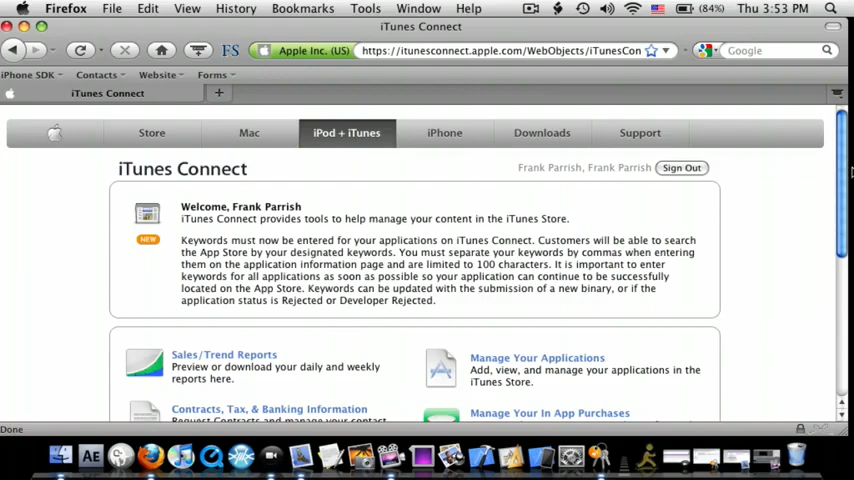 Firefox File Edit View History Bookmarks Tools Window Help (84%) Thu 3:53 PM
iTunes Connect
FS Apple Inc. (US) https://itunesconnect.apple.com/WebObjects/iTunesCon Google
iPhone SDK Contacts Website Forms
iTunes Connect
Store Mac iPod + iTunes iPhone Downloads Support
iTunes Connect Frank Parrish, Frank Parrish Sign Out
Welcome, Frank Parrish
iTunes Connect provides tools to help manage your content in the iTunes Store.
NEW Keywords must now be entered for your applications on iTunes Connect. Customers will be able to search
the App Store by your designated keywords. You must separate your keywords by commas when entering
them on the application information page and are limited to 100 characters. It is important to enter
keywords for all applications as soon as possible so your application can continue to be successfully
located on the App Store. Keywords can be updated with the submission of a new binary, or if the
application status is Rejected or Developer Rejected.
Sales/Trend Reports
Preview or download your daily and weekly
reports here.
Manage Your Applications
Add, view, and manage your applications in the
iTunes Store.
Contracts, Tax, & Banking Information
Request Contracts and manage your contact
Manage Your In App Purchases
Done
AE